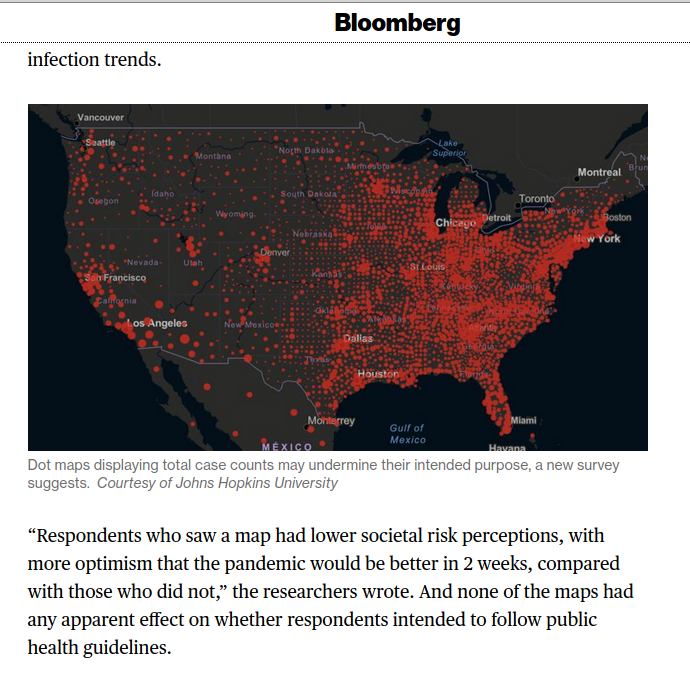 Bloomberg
infection trends.
Vancouver
Seattle
Lake
Superior
North Dakota
Montana
Minnesota
Montreal
Oregon
Idaho
South Dakota
Wisconsin
Toronto
Wyoming
Chicago
Detroit
New York
Boston
Nebraska
Iowa
New York
Nevada
Utah
Denver
San Francisco
Kansas
St Louis
Kentucky
Virginia
California
Oklahoma
Arkansas
Los Angeles
New Mexico
Dallas
Atlanta
Georgia
Texas
Houston
Florida
Monterrey
Gulf of
Mexico
Miami
MÉXICO
Havana
Dot maps displaying total case counts may undermine their intended purpose, a new survey
suggests. Courtesy of Johns Hopkins University
“Respondents who saw a map had lower societal risk perceptions, with
more optimism that the pandemic would be better in 2 weeks, compared
with those who did not,” the researchers wrote. And none of the maps had
any apparent effect on whether respondents intended to follow public
health guidelines.